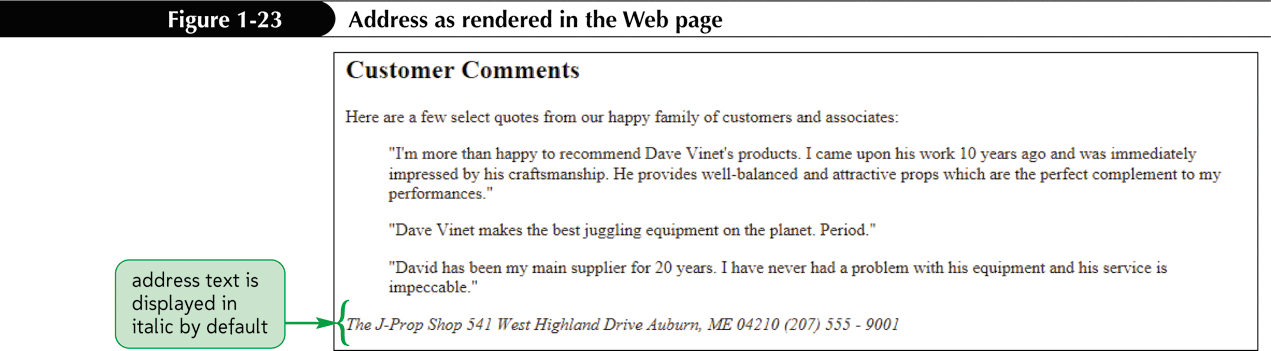 Figure 1-23 Address as rendered in the Web page
Customer Comments
Here are a few select quotes from our happy family of customers and associates:
"I'm more than happy to recommend Dave Vinet's products. I came upon his work 10 years ago and was immediately
impressed by his craftsmanship. He provides well-balanced and attractive props which are the perfect complement to my
performances."
"Dave Vinet makes the best juggling equipment on the planet. Period."
"David has been my main supplier for 20 years. I have never had a problem with his equipment and his service is
impeccable."
address text is
displayed in
italic by default
The J-Prop Shop 541 West Highland Drive Auburn, ME 04210 (207) 555 - 9001